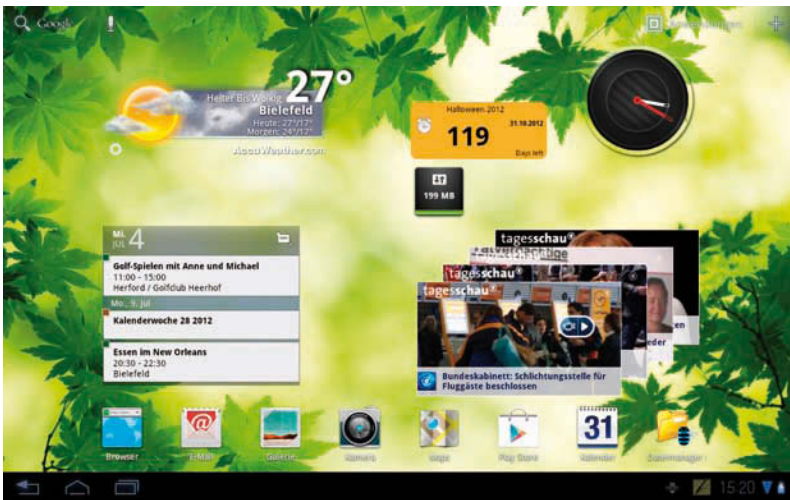 Google
27°
Heiter Bis Wolkig
Bielefeld
Heute: 27°/17°
Morgen: 24°/17°
AccuWeather.com
Halloween 2012
31.10.2012
119
Days left
199 MB
Mi.
JUL 4
Golf-Spielen mit Anne und Michael
11:00 - 15:00
Herford / Golfclub Heerhof
Mo., 9. Jul
Kalenderwoche 28 2012
Essen im New Orleans
20:30 - 22:30
Bielefeld
tagesschau
tagesschau
tagesschau
Bundeskabinett: Schlichtungsstelle für
Fluggäste beschlossen
Browser
E-Mail
Galerie
Kamera
Maps
Play Store
31
Kalender
15:20